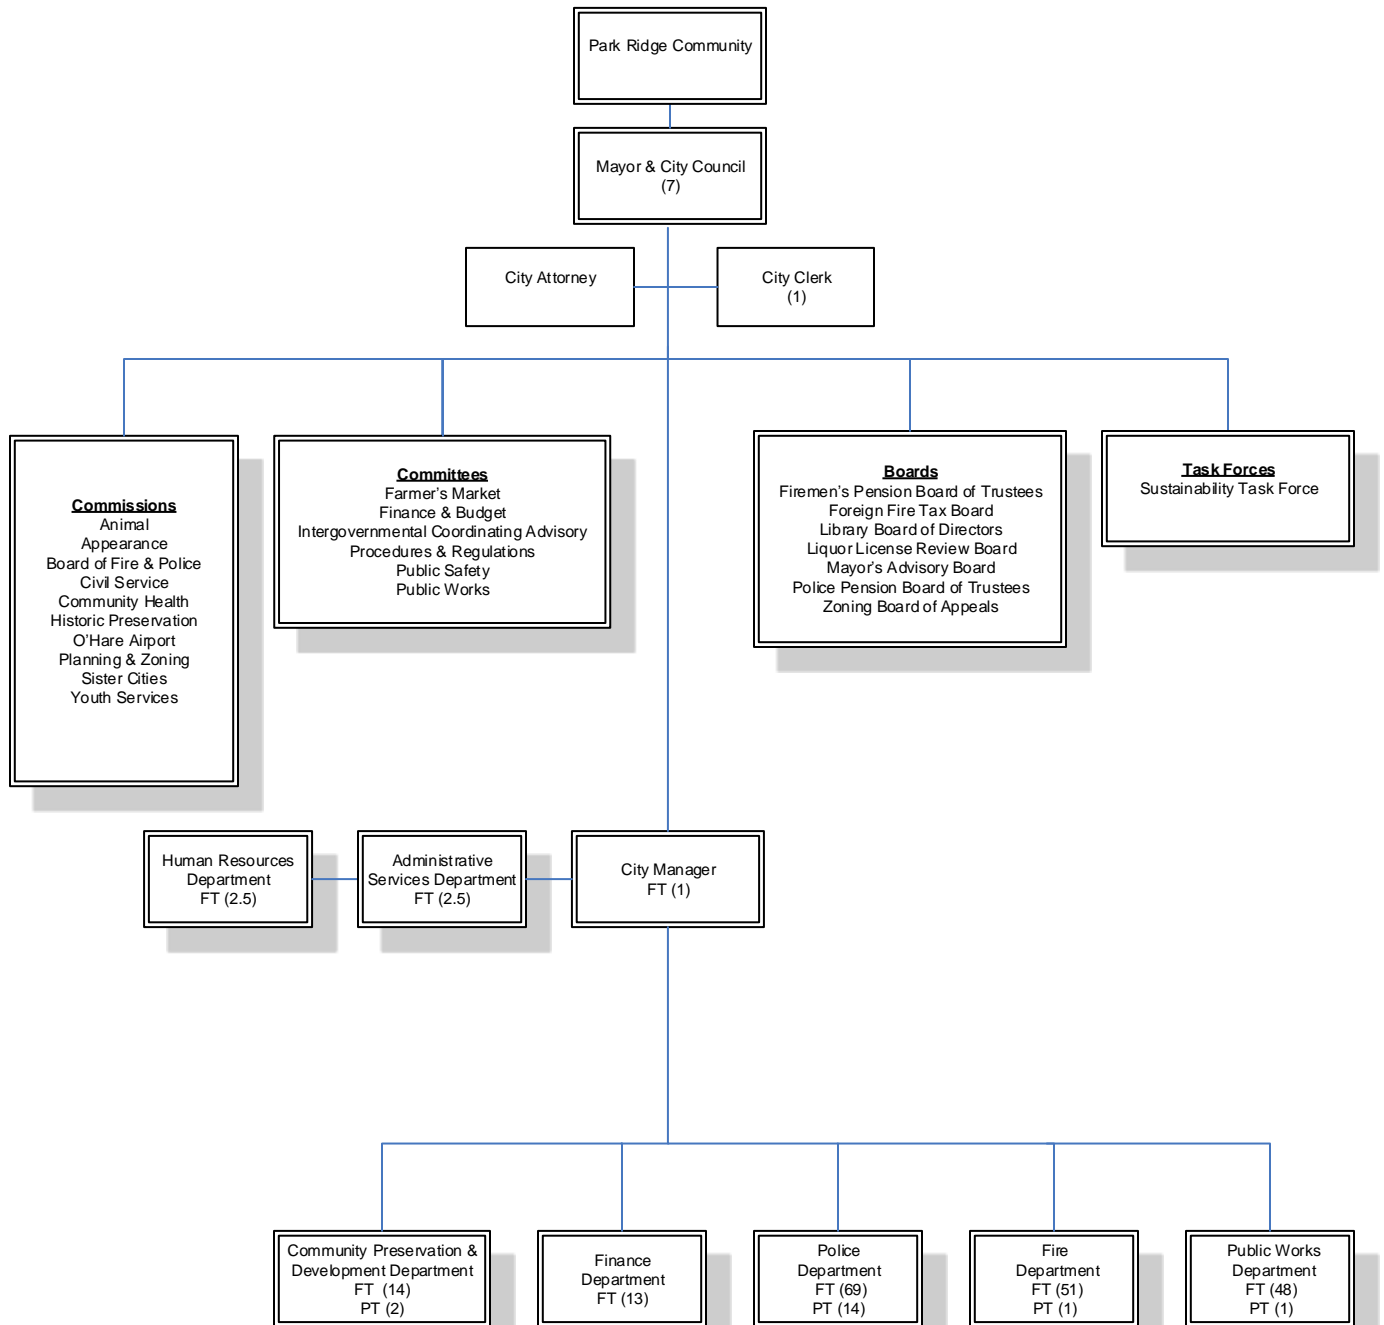 Park Ridge Community
Mayor & City Council
(7)
City Attorney
City Clerk
(1)
Commissions
Animal
Appearance
Board of Fire & Police
Civil Service
Community Health
Historic Preservation
O'Hare Airport
Planning & Zoning
Sister Cities
Youth Services
Committees
Farmer's Market
Finance & Budget
Intergovernmental Coordinating Advisory
Procedures & Regulations
Public Safety
Public Works
Boards
Firemen's Pension Board of Trustees
Foreign Fire Tax Board
Library Board of Directors
Liquor License Review Board
Mayor's Advisory Board
Police Pension Board of Trustees
Zoning Board of Appeals
Task Forces
Sustainability Task Force
Human Resources
Department
FT (2.5)
Administrative
Services Department
FT (2.5)
City Manager
FT (1)
Community Preservation &
Development Department
FT (14)
PT (2)
Finance
Department
FT (13)
Police
Department
FT (69)
PT (14)
Fire
Department
FT (51)
PT (1)
Public Works
Department
FT (48)
PT (1)